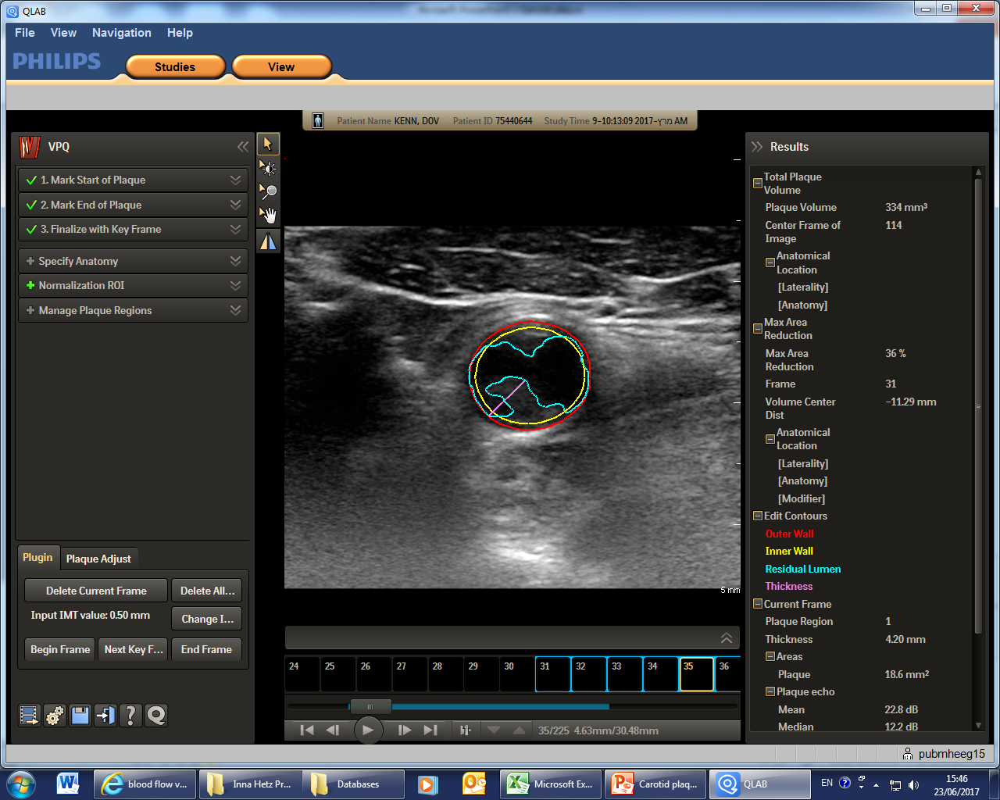 QLAB
File View Navigation Help
PHILIPS
Studies View
Patient Name KENN, DOV Patient ID 75440644 Study Time 9-10:13:09 2017-מרץ AM
VPQ
1. Mark Start of Plaque
2. Mark End of Plaque
3. Finalize with Key Frame
Specify Anatomy
Normalization ROI
Manage Plaque Regions
Plugin Plaque Adjust
Delete Current Frame Delete All...
Input IMT value: 0.50 mm Change I...
Begin Frame Next Key F... End Frame
5 mm
24 25 26 27 28 29 30 31 32 33 34 35 36
35/225 4.63mm/30.48mm
Results
Total Plaque
Volume
Plaque Volume 334 mm³
Center Frame of 114
Image
Anatomical
Location
[Laterality]
[Anatomy]
Max Area
Reduction
Max Area 36 %
Reduction
Frame 31
Volume Center -11.29 mm
Dist
Anatomical
Location
[Laterality]
[Anatomy]
[Modifier]
Edit Contours
Outer Wall
Inner Wall
Residual Lumen
Thickness
Current Frame
Plaque Region 1
Thickness 4.20 mm
Areas
Plaque 18.6 mm²
Plaque echo
Mean 22.8 dB
Median 12.2 dB
pubmheeg15
blood flow v... Inna Hetz Pr... Databases Microsoft Ex... Carotid plaq... QLAB EN 15:46
23/06/2017